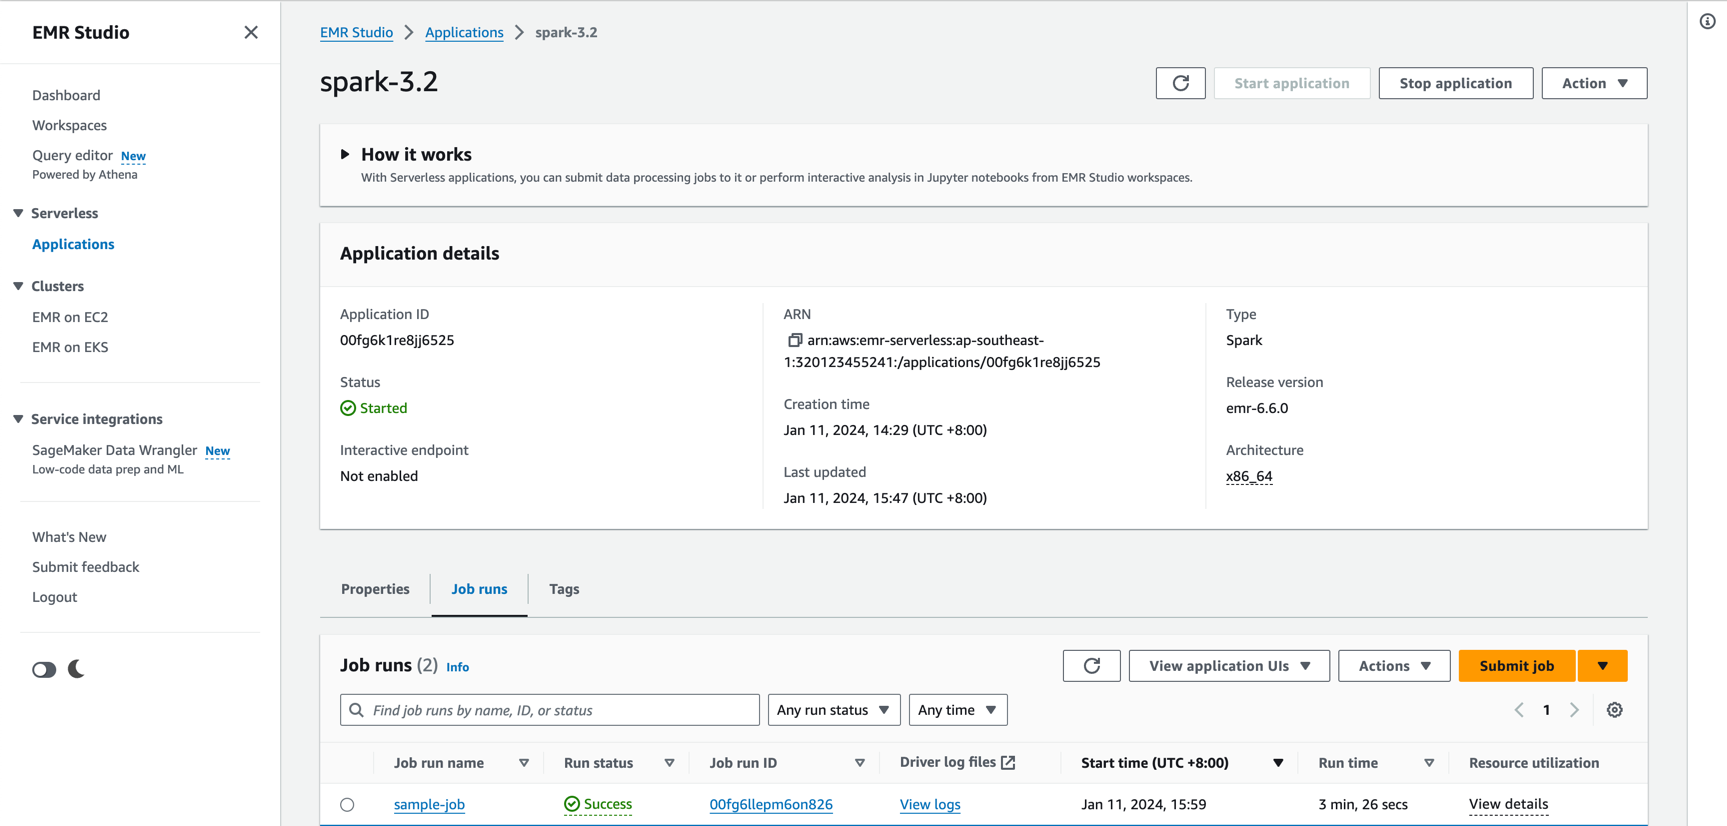 EMR Studio
Dashboard
Workspaces
Query editor New
Powered by Athena
Serverless
Applications
Clusters
EMR on EC2
EMR on EKS
Service integrations
SageMaker Data Wrangler New
Low-code data prep and ML
What's New
Submit feedback
Logout
EMR Studio Applications spark-3.2
spark-3.2
Start application Stop application Action
How it works
With Serverless applications, you can submit data processing jobs to it or perform interactive analysis in Jupyter notebooks from EMR Studio workspaces.
Application details
Application ID
00fg6k1re8jj6525
Status
Started
Interactive endpoint
Not enabled
ARN
arn:aws:emr-serverless:ap-southeast-
1:320123455241:/applications/00fg6k1re8jj6525
Creation time
Jan 11, 2024, 14:29 (UTC +8:00)
Last updated
Jan 11, 2024, 15:47 (UTC +8:00)
Type
Spark
Release version
emr-6.6.0
Architecture
x86_64
Properties Job runs Tags
Job runs (2) Info
View application UIs Actions Submit job
Find job runs by name, ID, or status Any run status Any time 1
Job run name Run status Job run ID Driver log files Start time (UTC +8:00) Run time Resource utilization
sample-job Success 00fg6llepm6on826 View logs Jan 11, 2024, 15:59 3 min, 26 secs View details